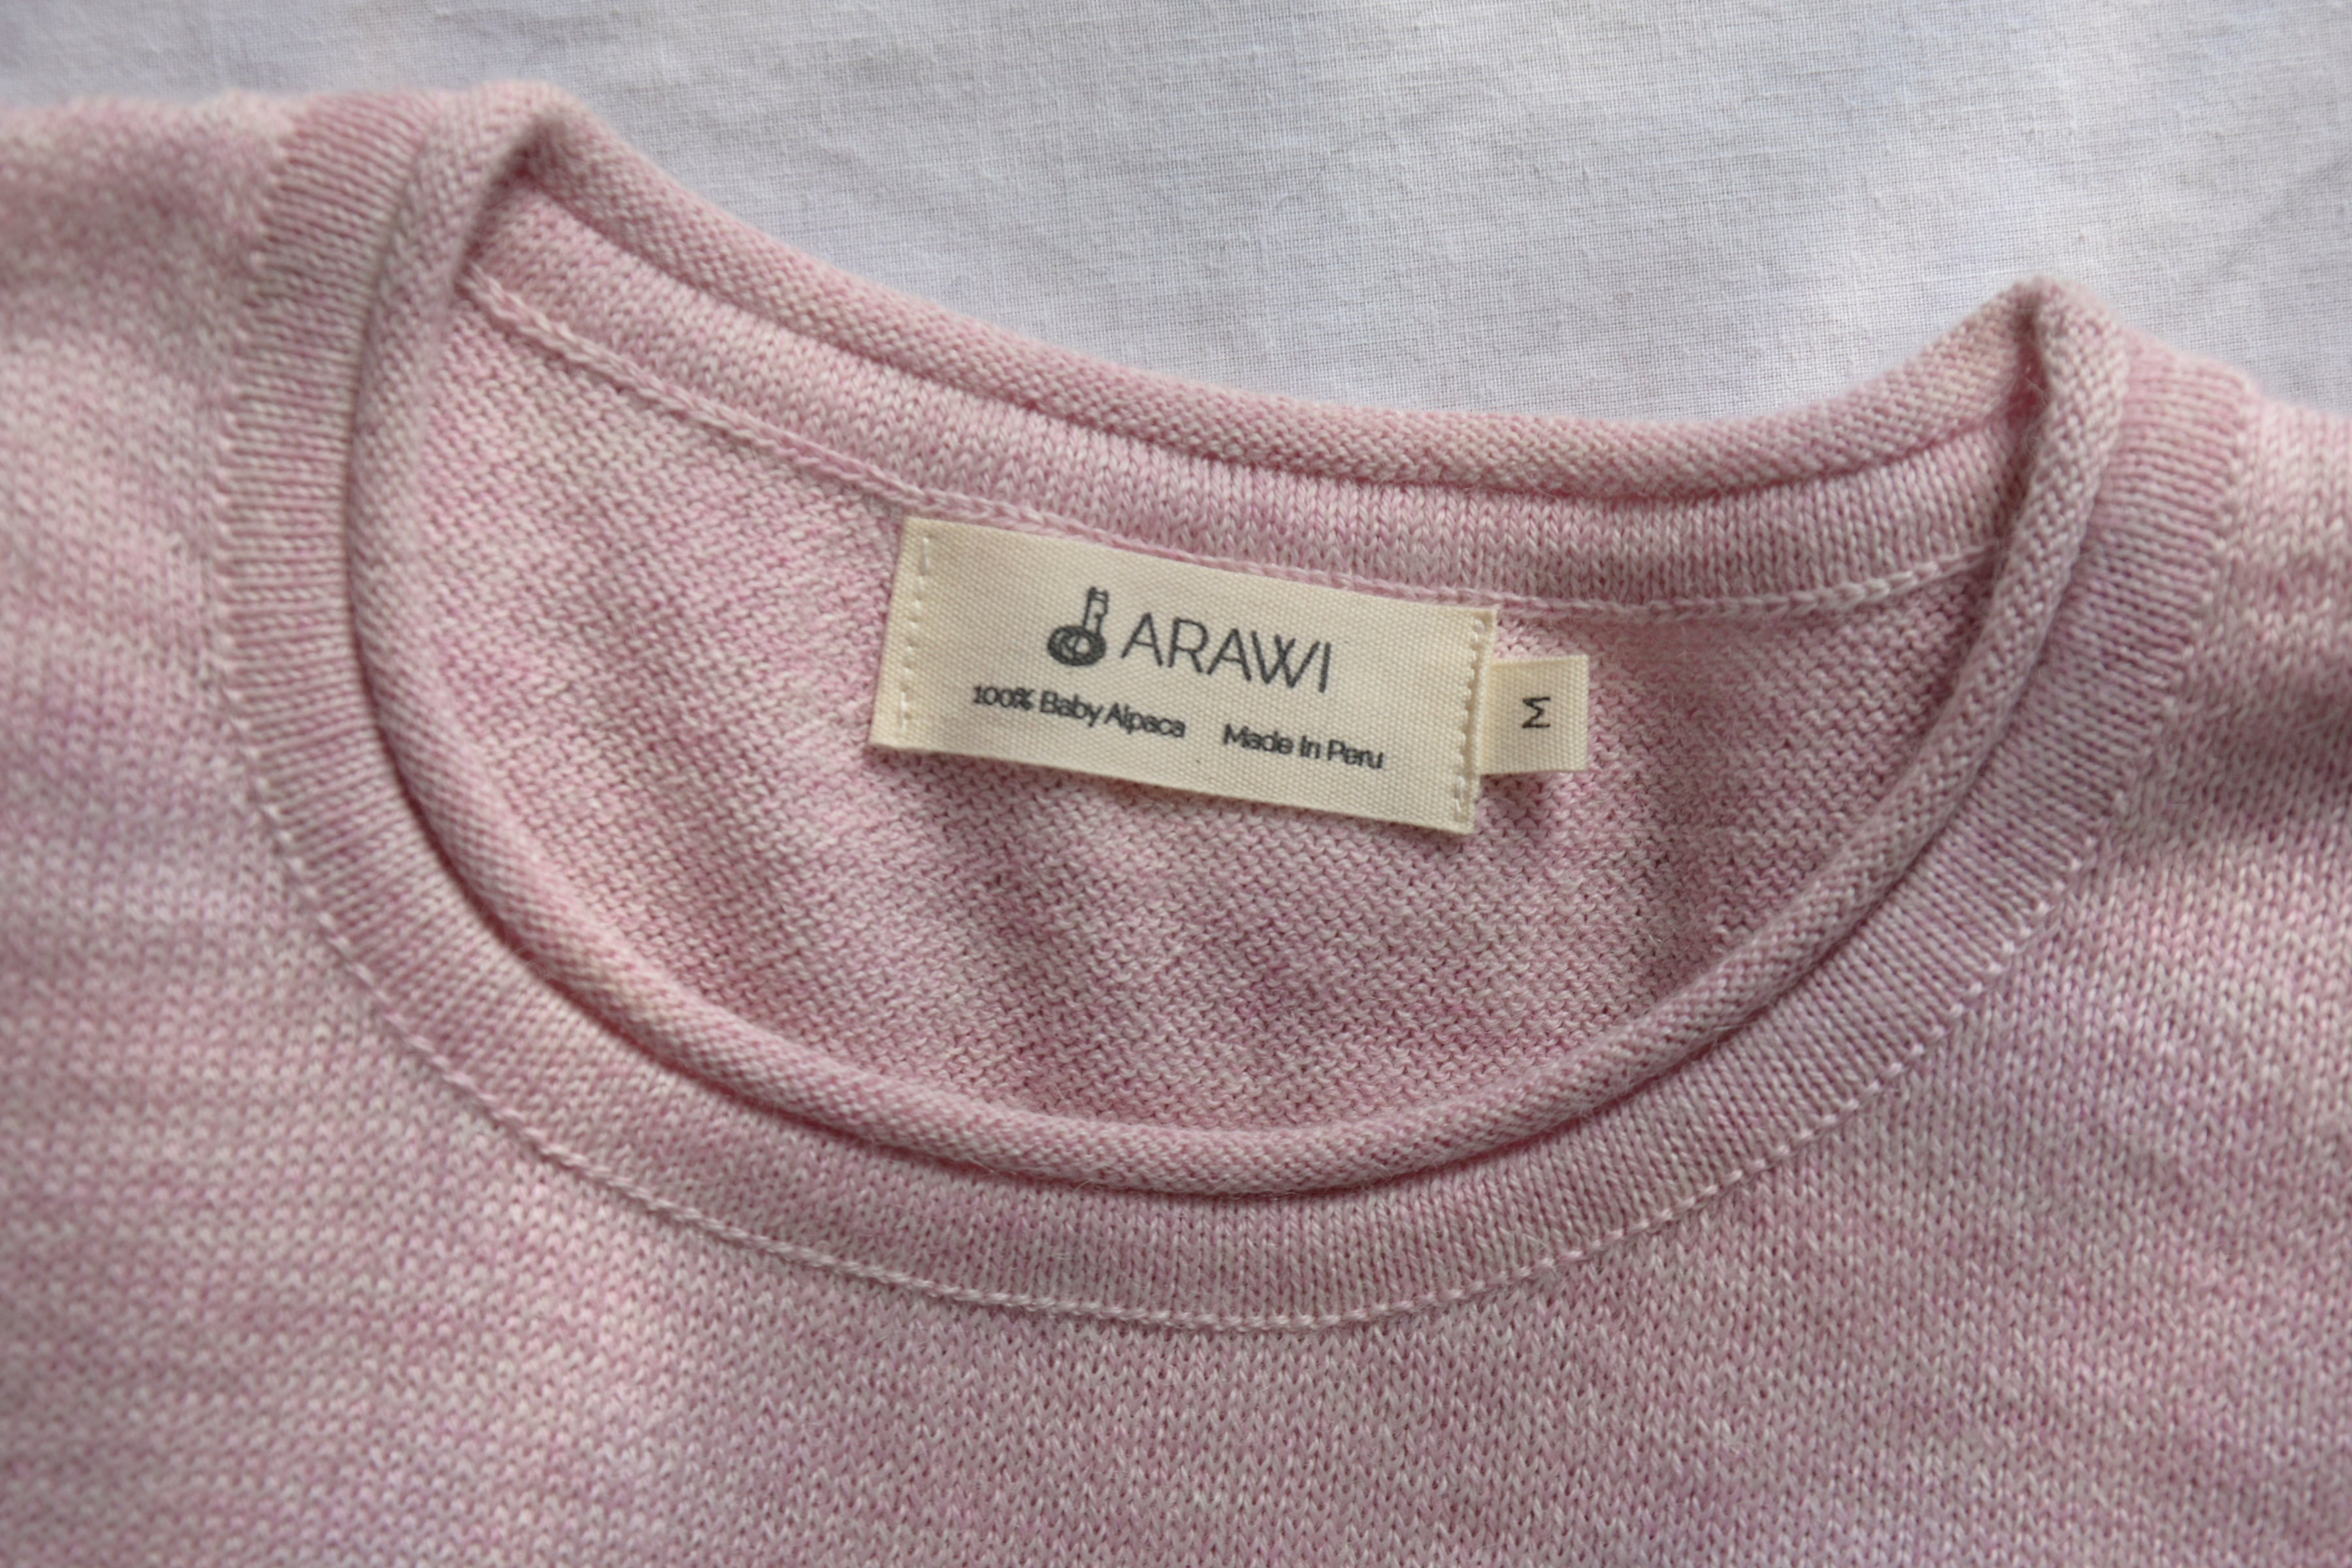 ARAWI
100% Baby Alpaca Made in Peru
M